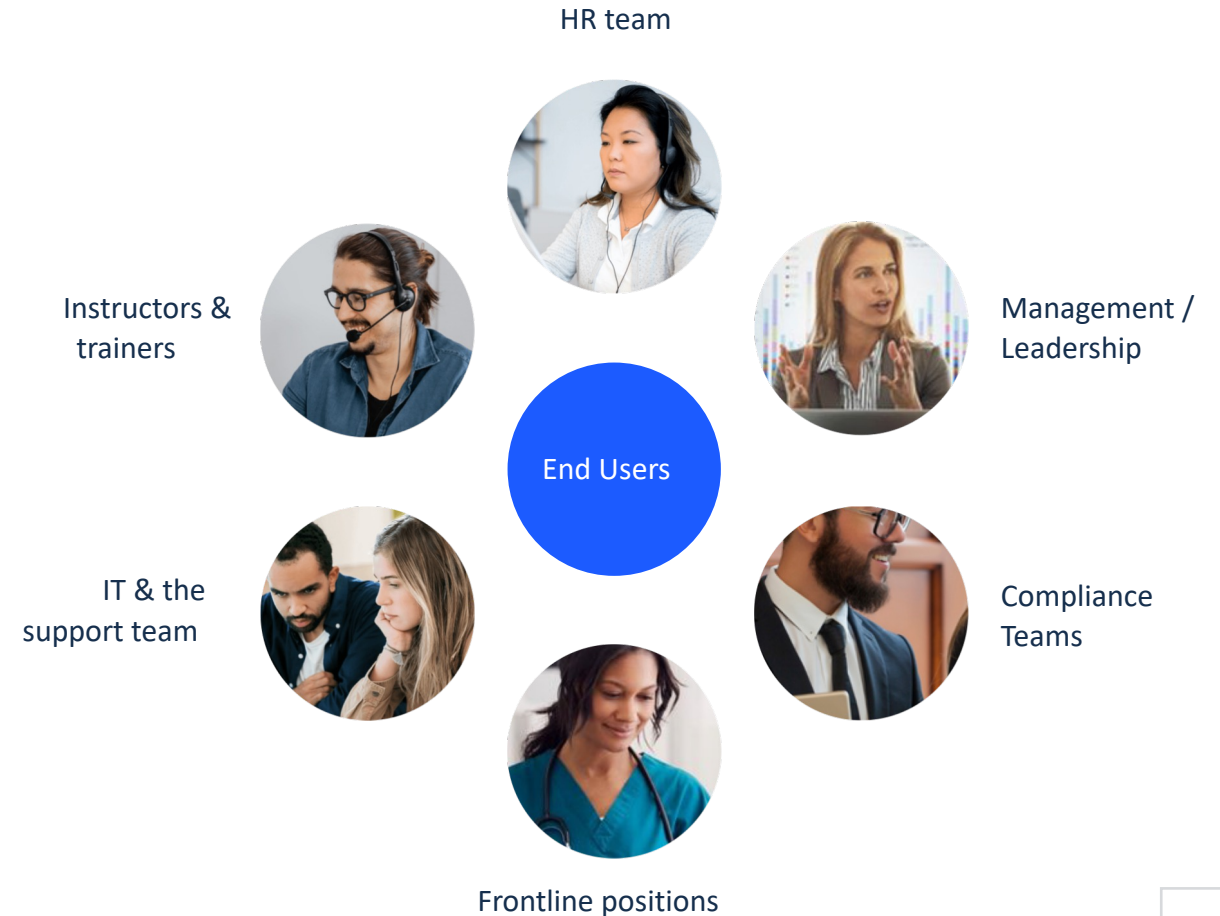 HR team
Instructors &
trainers
Management /
Leadership
End Users
IT & the
support team
Compliance
Teams
Frontline positions